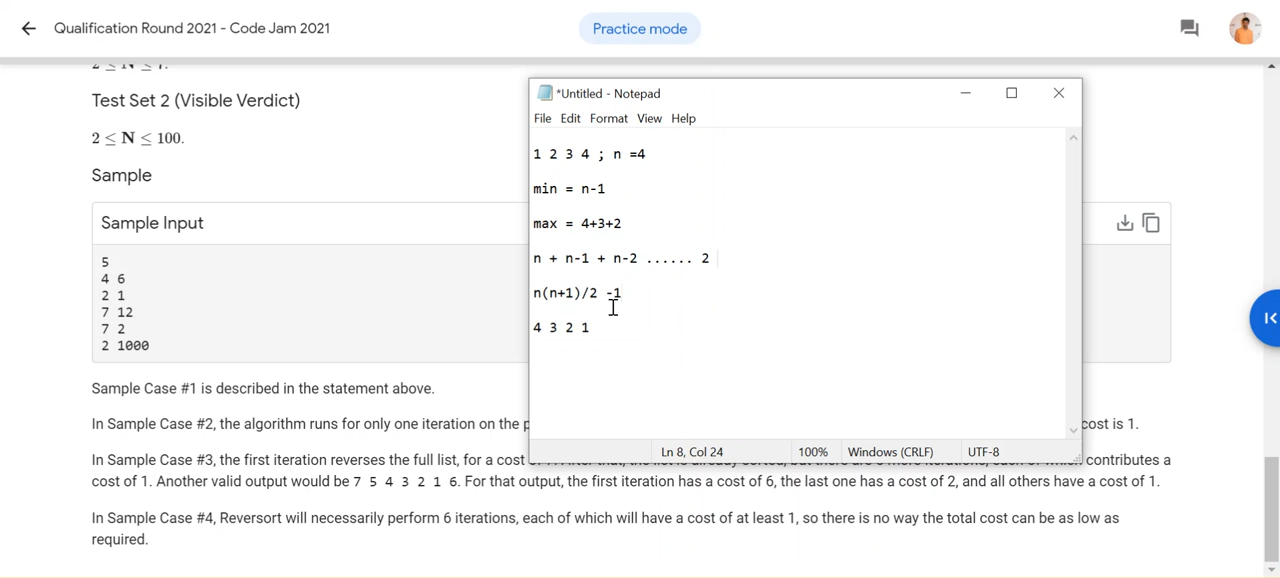 Qualification Round 2021 - Code Jam 2021
Practice mode
Test Set 2 (Visible Verdict)
2 ≤ N ≤ 100.
Sample
Sample Input
5
4 6
2 1
7 12
7 2
2 1000
*Untitled - Notepad
File Edit Format View Help
1 2 3 4 ; n =4
min = n-1
max = 4+3+2
n + n-1 + n-2 ...... 2
n(n+1)/2 -1
4 3 2 1
Ln 8, Col 24 100% Windows (CRLF) UTF-8
Sample Case #1 is described in the statement above.
In Sample Case #2, the algorithm runs for only one iteration on the p cost is 1.
In Sample Case #3, the first iteration reverses the full list, for a cost contributes a
cost of 1. Another valid output would be 7 5 4 3 2 1 6. For that output, the first iteration has a cost of 6, the last one has a cost of 2, and all others have a cost of 1.
In Sample Case #4, Reversort will necessarily perform 6 iterations, each of which will have a cost of at least 1, so there is no way the total cost can be as low as
required.